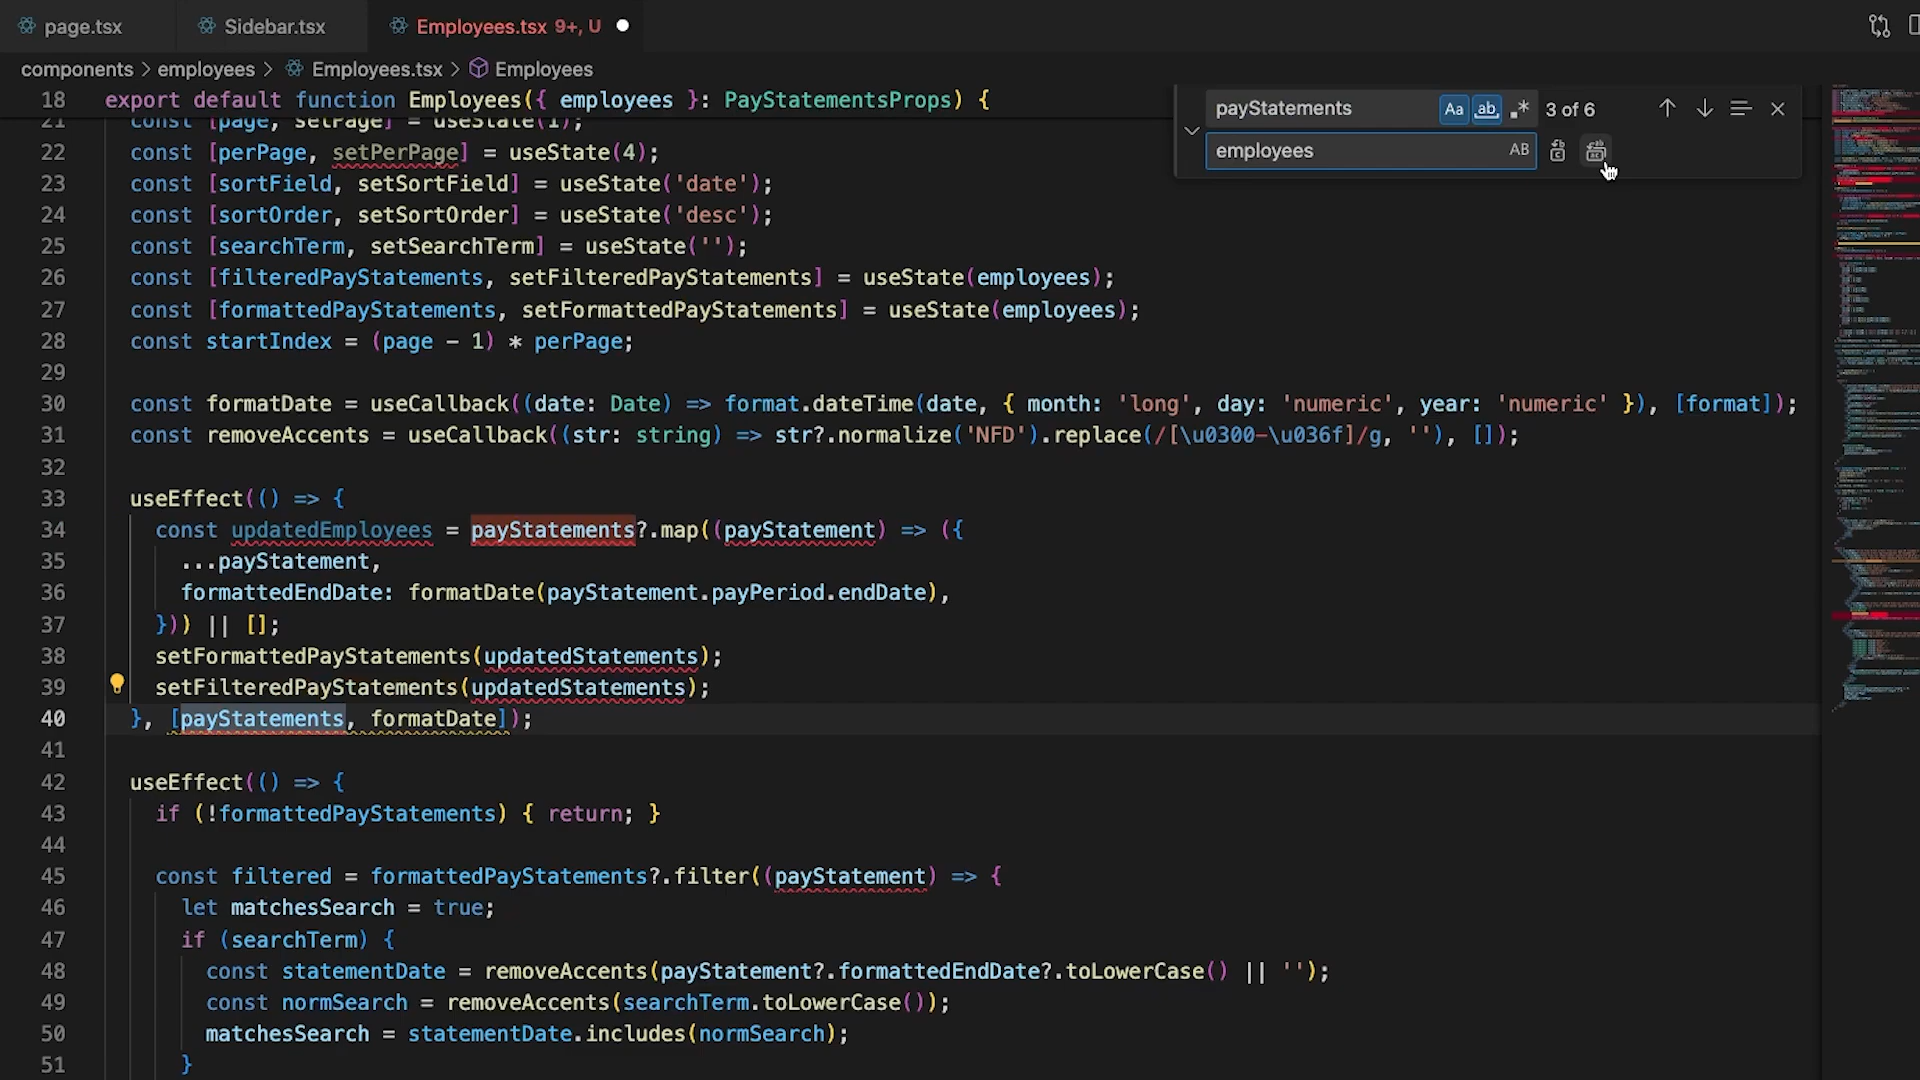 page.tsx
Sidebar.tsx
Employees.tsx 9+, U
components > employees > Employees.tsx > Employees
18 export default function Employees({ employees }: PayStatementsProps) {
payStatements Aa ab .* 3 of 6
employees AB
21 const [page, setPage] = useState(1);
22 const [perPage, setPerPage] = useState(4);
23 const [sortField, setSortField] = useState('date');
24 const [sortOrder, setSortOrder] = useState('desc');
25 const [searchTerm, setSearchTerm] = useState('');
26 const [filteredPayStatements, setFilteredPayStatements] = useState(employees);
27 const [formattedPayStatements, setFormattedPayStatements] = useState(employees);
28 const startIndex = (page - 1) * perPage;
29
30 const formatDate = useCallback((date: Date) => format.dateTime(date, { month: 'long', day: 'numeric', year: 'numeric' }), [format]);
31 const removeAccents = useCallback((str: string) => str?.normalize('NFD').replace(/[\u0300-\u036f]/g, ''), []);
32
33 useEffect(() => {
34 const updatedEmployees = payStatements?.map((payStatement) => ({
35 ...payStatement,
36 formattedEndDate: formatDate(payStatement.payPeriod.endDate),
37 })) || [];
38 setFormattedPayStatements(updatedStatements);
39 setFilteredPayStatements(updatedStatements);
40 }, [payStatements, formatDate]);
41
42 useEffect(() => {
43 if (!formattedPayStatements) { return; }
44
45 const filtered = formattedPayStatements?.filter((payStatement) => {
46 let matchesSearch = true;
47 if (searchTerm) {
48 const statementDate = removeAccents(payStatement?.formattedEndDate?.toLowerCase() || '');
49 const normSearch = removeAccents(searchTerm.toLowerCase());
50 matchesSearch = statementDate.includes(normSearch);
51 }